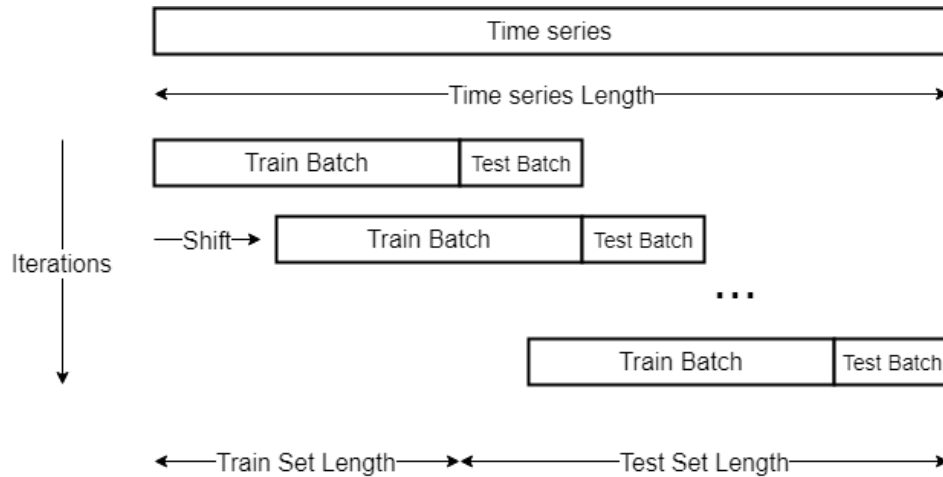 Time series
Time series Length
Train Batch
Test Batch
Shift
Train Batch
Test Batch
Iterations
...
Train Batch
Test Batch
Train Set Length
Test Set Length